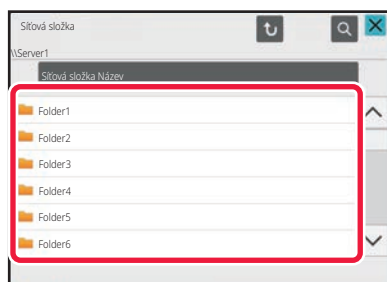 Síťová složka
\\Server1
Síťová složka Název
Folder1
Folder2
Folder3
Folder4
Folder5
Folder6